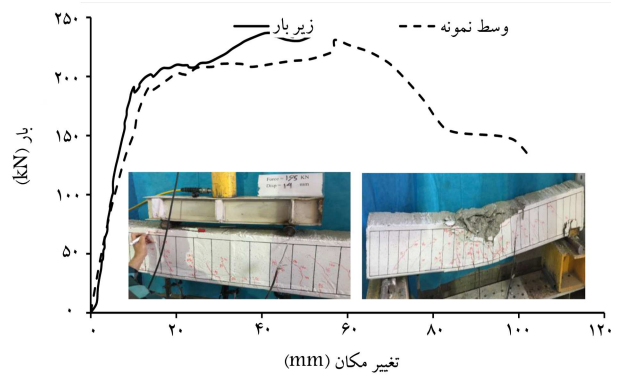 زیر بار
وسط نمونه
۲۵۰
۲۰۰
۱۵۰
۱۰۰
۵۰
۰
بار (kN)
۰ ۲۰ ۴۰ ۶۰ ۸۰ ۱۰۰ ۱۲۰
تغییر مکان (mm)